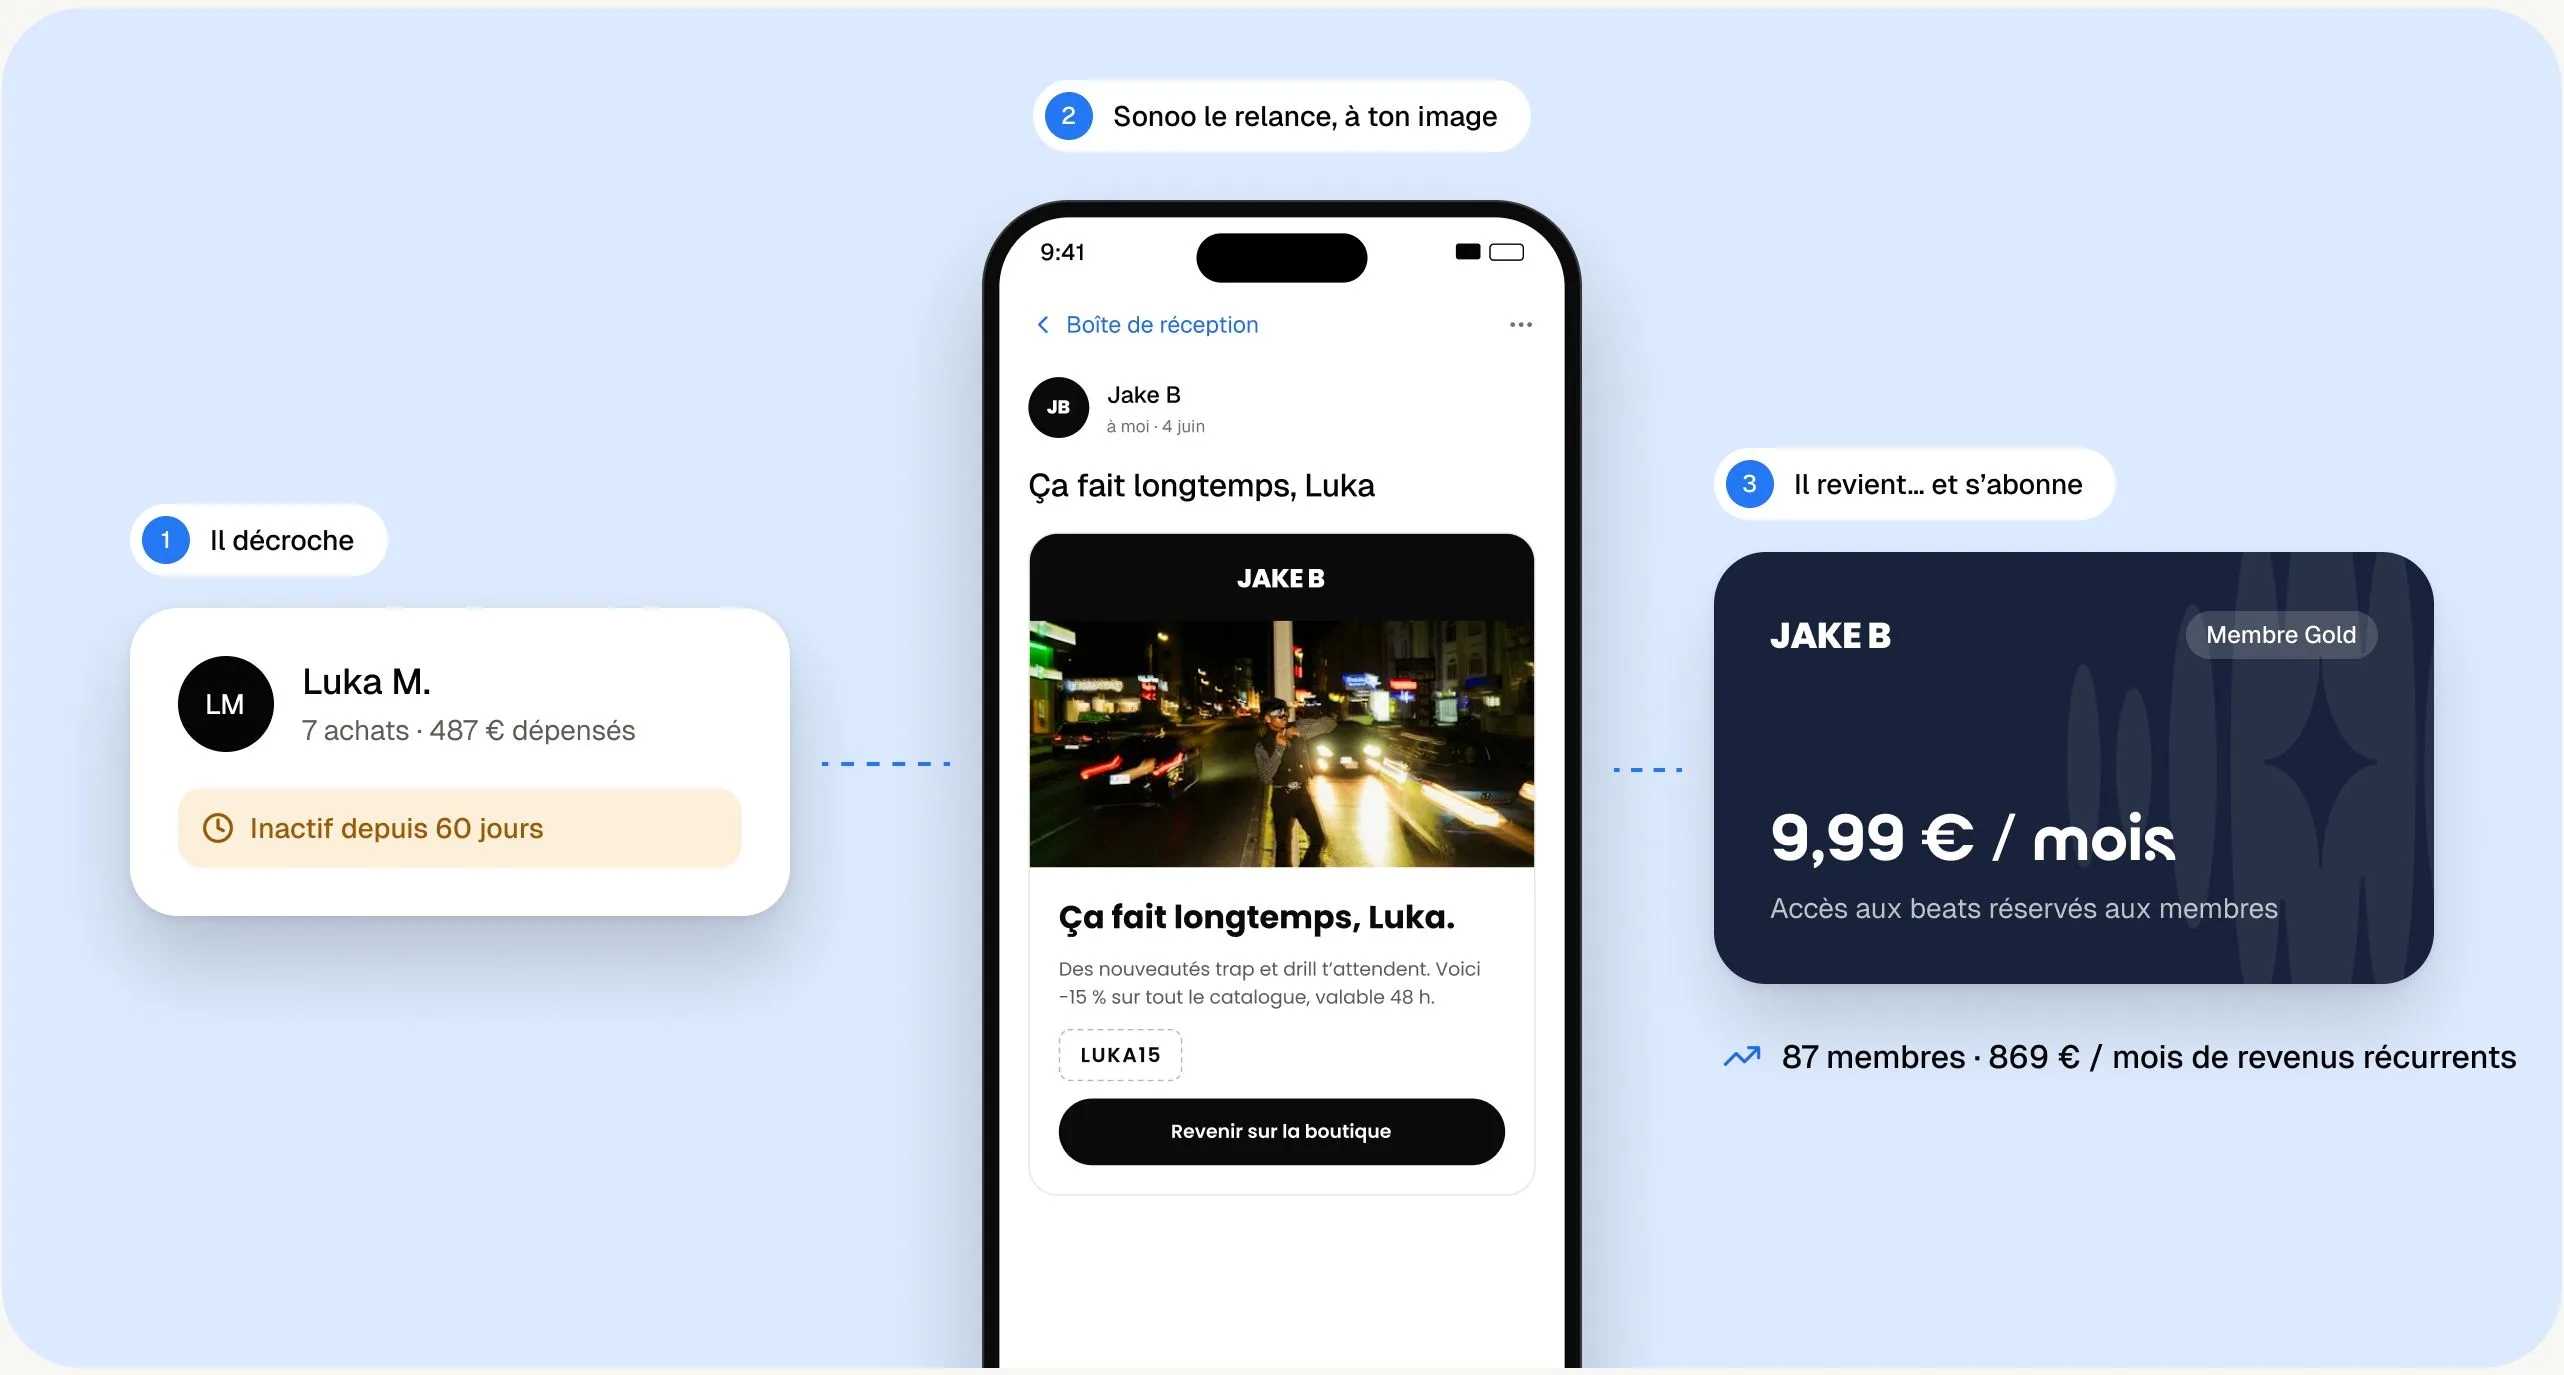 1 Il décroche
LM
Luka M.
7 achats · 487 € dépensés
Inactif depuis 60 jours
2 Sonoo le relance, à ton image
9:41
Boîte de réception
JB
Jake B
à moi · 4 juin
Ça fait longtemps, Luka
JAKE B
Ça fait longtemps, Luka.
Des nouveautés trap et drill t’attendent. Voici
-15 % sur tout le catalogue, valable 48 h.
LUKA15
Revenir sur la boutique
3 Il revient... et s’abonne
JAKE B
Membre Gold
9,99 € / mois
Accès aux beats réservés aux membres
87 membres · 869 € / mois de revenus récurrents